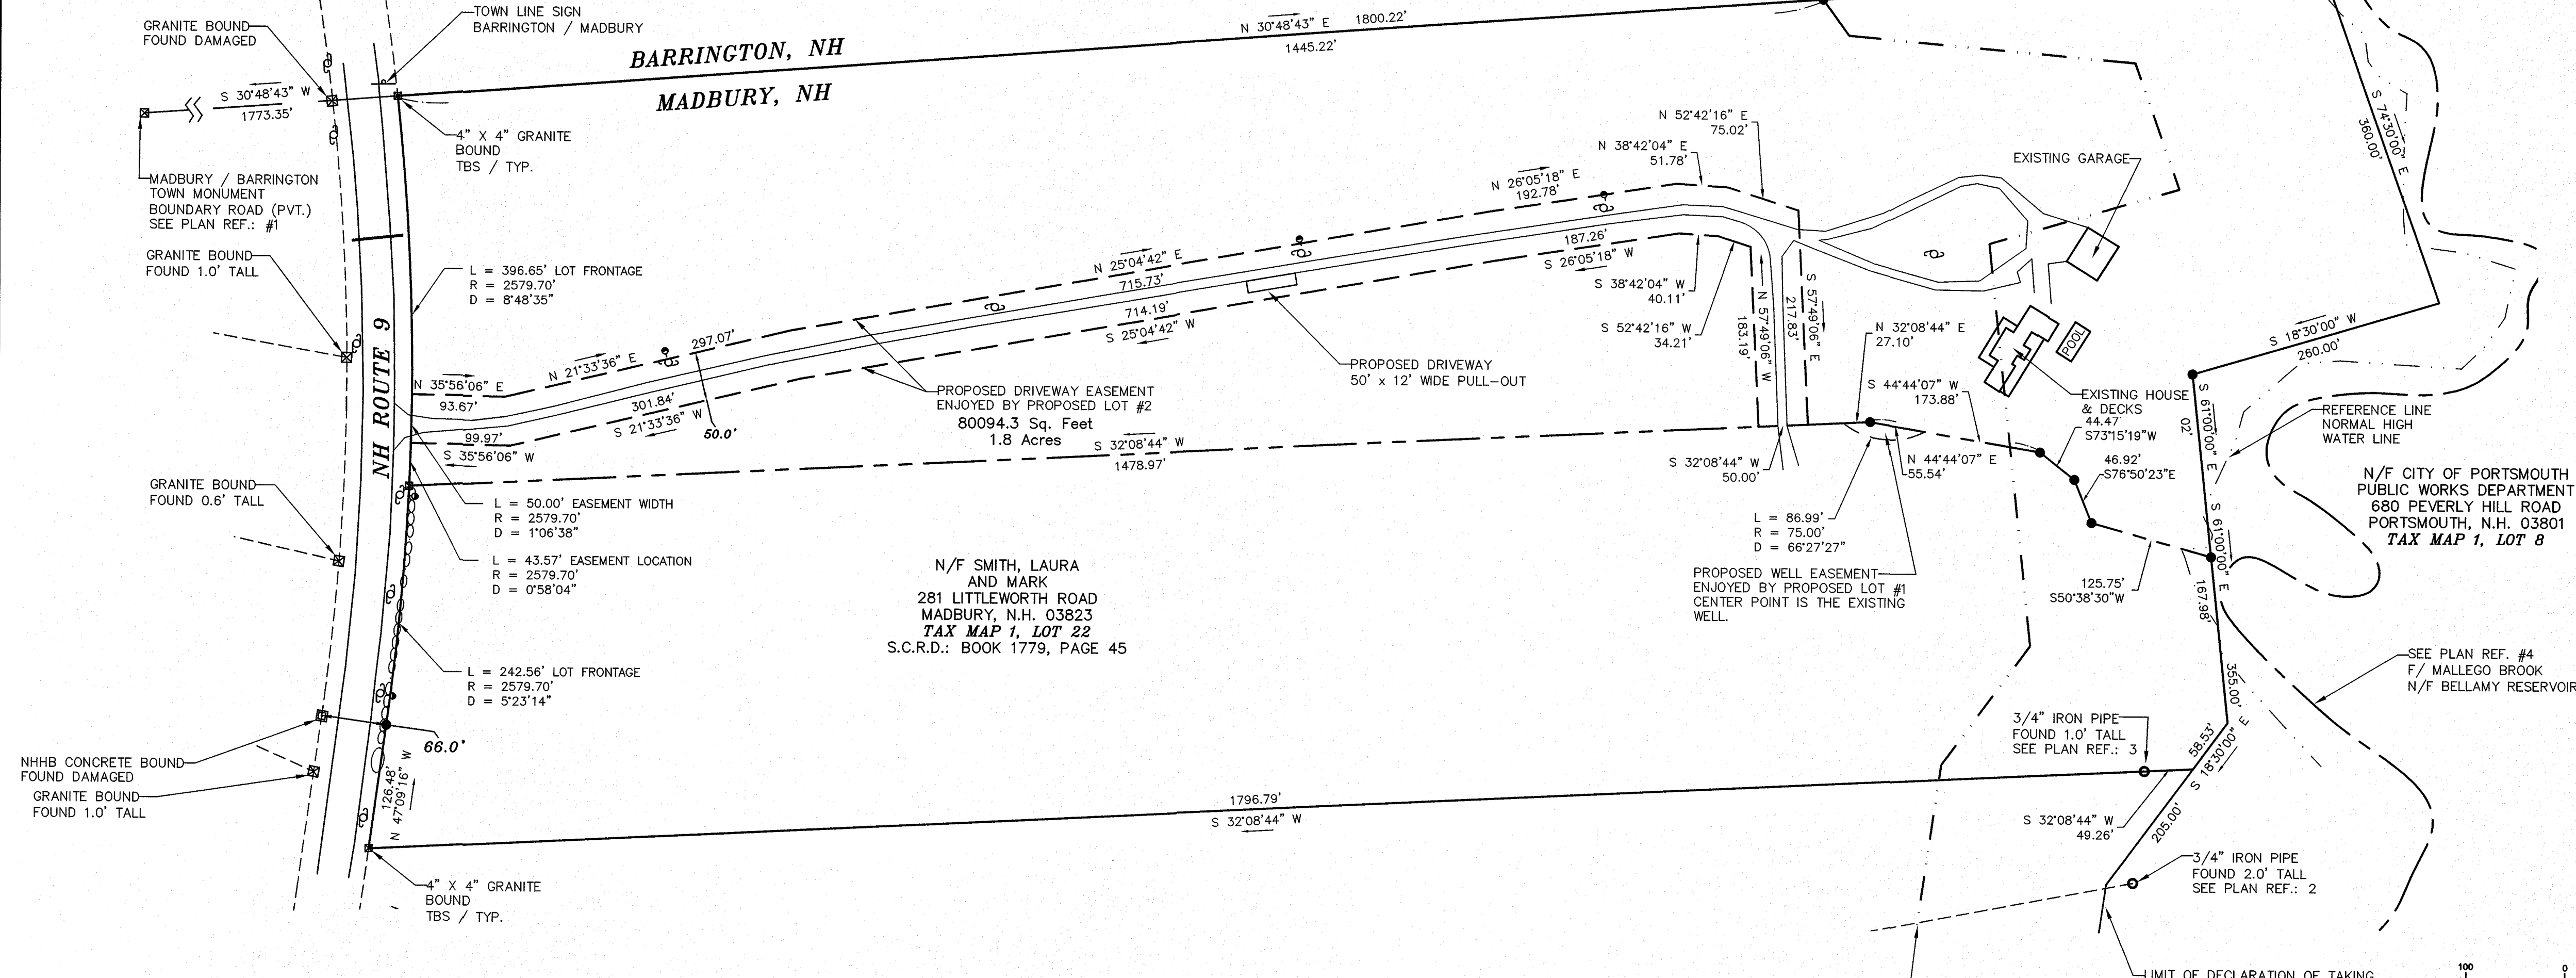 GRANITE BOUND
FOUND DAMAGED
TOWN LINE SIGN
BARRINGTON / MADBURY
BARRINGTON, NH
MADBURY, NH
N 30°48'43" E 1800.22'
1445.22'
S 30°48'43" W
1773.35'
4" X 4" GRANITE
BOUND
TBS / TYP.
MADBURY / BARRINGTON
TOWN MONUMENT
BOUNDARY ROAD (PVT.)
SEE PLAN REF.: #1
GRANITE BOUND
FOUND 1.0' TALL
L = 396.65' LOT FRONTAGE
R = 2579.70'
D = 8°48'35"
NH ROUTE 9
N 35°56'06" E
93.67'
N 21°33'36" E
297.07'
N 25°04'42" E
715.73'
N 26°05'18" E
192.78'
N 38°42'04" E
51.78'
N 52°42'16" E
75.02'
EXISTING GARAGE
S 74°30'00" E
360.00'
187.26'
S 26°05'18" W
714.19'
S 25°04'42" W
301.84'
S 21°33'36" W
50.0'
99.97'
S 35°56'06" W
S 38°42'04" W
40.11'
S 52°42'16" W
34.21'
N 57°49'06" W
183.19'
S 57°49'06" E
217.83'
N 32°08'44" E
27.10'
PROPOSED DRIVEWAY
50' x 12' WIDE PULL-OUT
PROPOSED DRIVEWAY EASEMENT
ENJOYED BY PROPOSED LOT #2
80094.3 Sq. Feet
1.8 Acres
S 32°08'44" W
1478.97'
S 32°08'44" W
50.00'
S 44°44'07" W
173.88'
N 44°44'07" E
55.54'
POOL
EXISTING HOUSE
& DECKS
44.47'
S73°15'19"W
46.92'
S76°50'23"E
S 18°30'00" W
260.00'
S 61°00'00" E
02'
S 61°00'00" E
REFERENCE LINE
NORMAL HIGH
WATER LINE
N/F CITY OF PORTSMOUTH
PUBLIC WORKS DEPARTMENT
680 PEVERLY HILL ROAD
PORTSMOUTH, N.H. 03801
TAX MAP 1, LOT 8
GRANITE BOUND
FOUND 0.6' TALL
L = 50.00' EASEMENT WIDTH
R = 2579.70'
D = 1°06'38"
L = 43.57' EASEMENT LOCATION
R = 2579.70'
D = 0°58'04"
L = 242.56' LOT FRONTAGE
R = 2579.70'
D = 5°23'14"
N/F SMITH, LAURA
AND MARK
281 LITTLEWORTH ROAD
MADBURY, N.H. 03823
TAX MAP 1, LOT 22
S.C.R.D.: BOOK 1779, PAGE 45
L = 86.99'
R = 75.00'
D = 66°27'27"
PROPOSED WELL EASEMENT
ENJOYED BY PROPOSED LOT #1
CENTER POINT IS THE EXISTING
WELL.
125.75'
S50°38'30"W
167.98'
355.00'
SEE PLAN REF. #4
F/ MALLEGO BROOK
N/F BELLAMY RESERVOIR
3/4" IRON PIPE
FOUND 1.0' TALL
SEE PLAN REF.: 3
58.53'
S 18°30'00" E
205.00'
NHHB CONCRETE BOUND
FOUND DAMAGED
GRANITE BOUND
FOUND 1.0' TALL
66.0'
126.48'
N 47°09'16" W
1796.79'
S 32°08'44" W
S 32°08'44" W
49.26'
3/4" IRON PIPE
FOUND 2.0' TALL
SEE PLAN REF.: 2
4" X 4" GRANITE
BOUND
TBS / TYP.
LIMIT OF DECLARATION OF TAKING
100
0